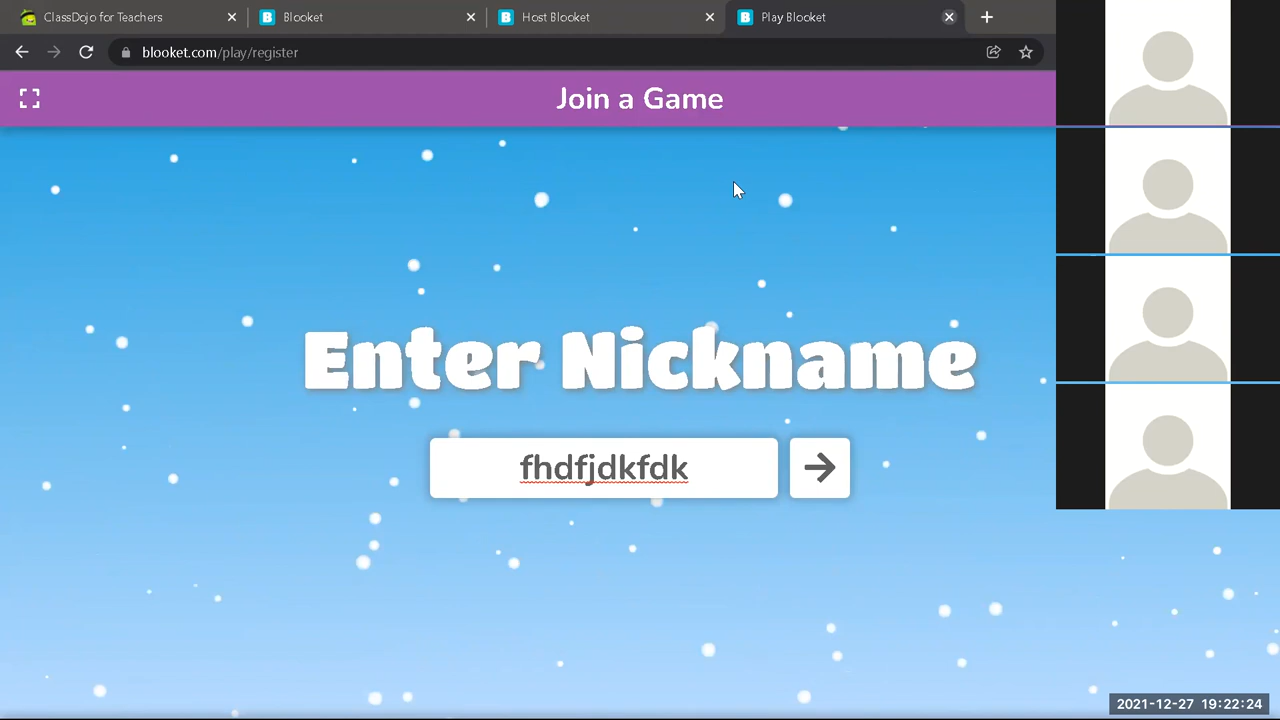 ClassDojo for Teachers
Blooket
Host Blooket
Play Blooket
blooket.com/play/register
Join a Game
Enter Nickname
fhdfjdkfdk
2021-12-27 19:22:24